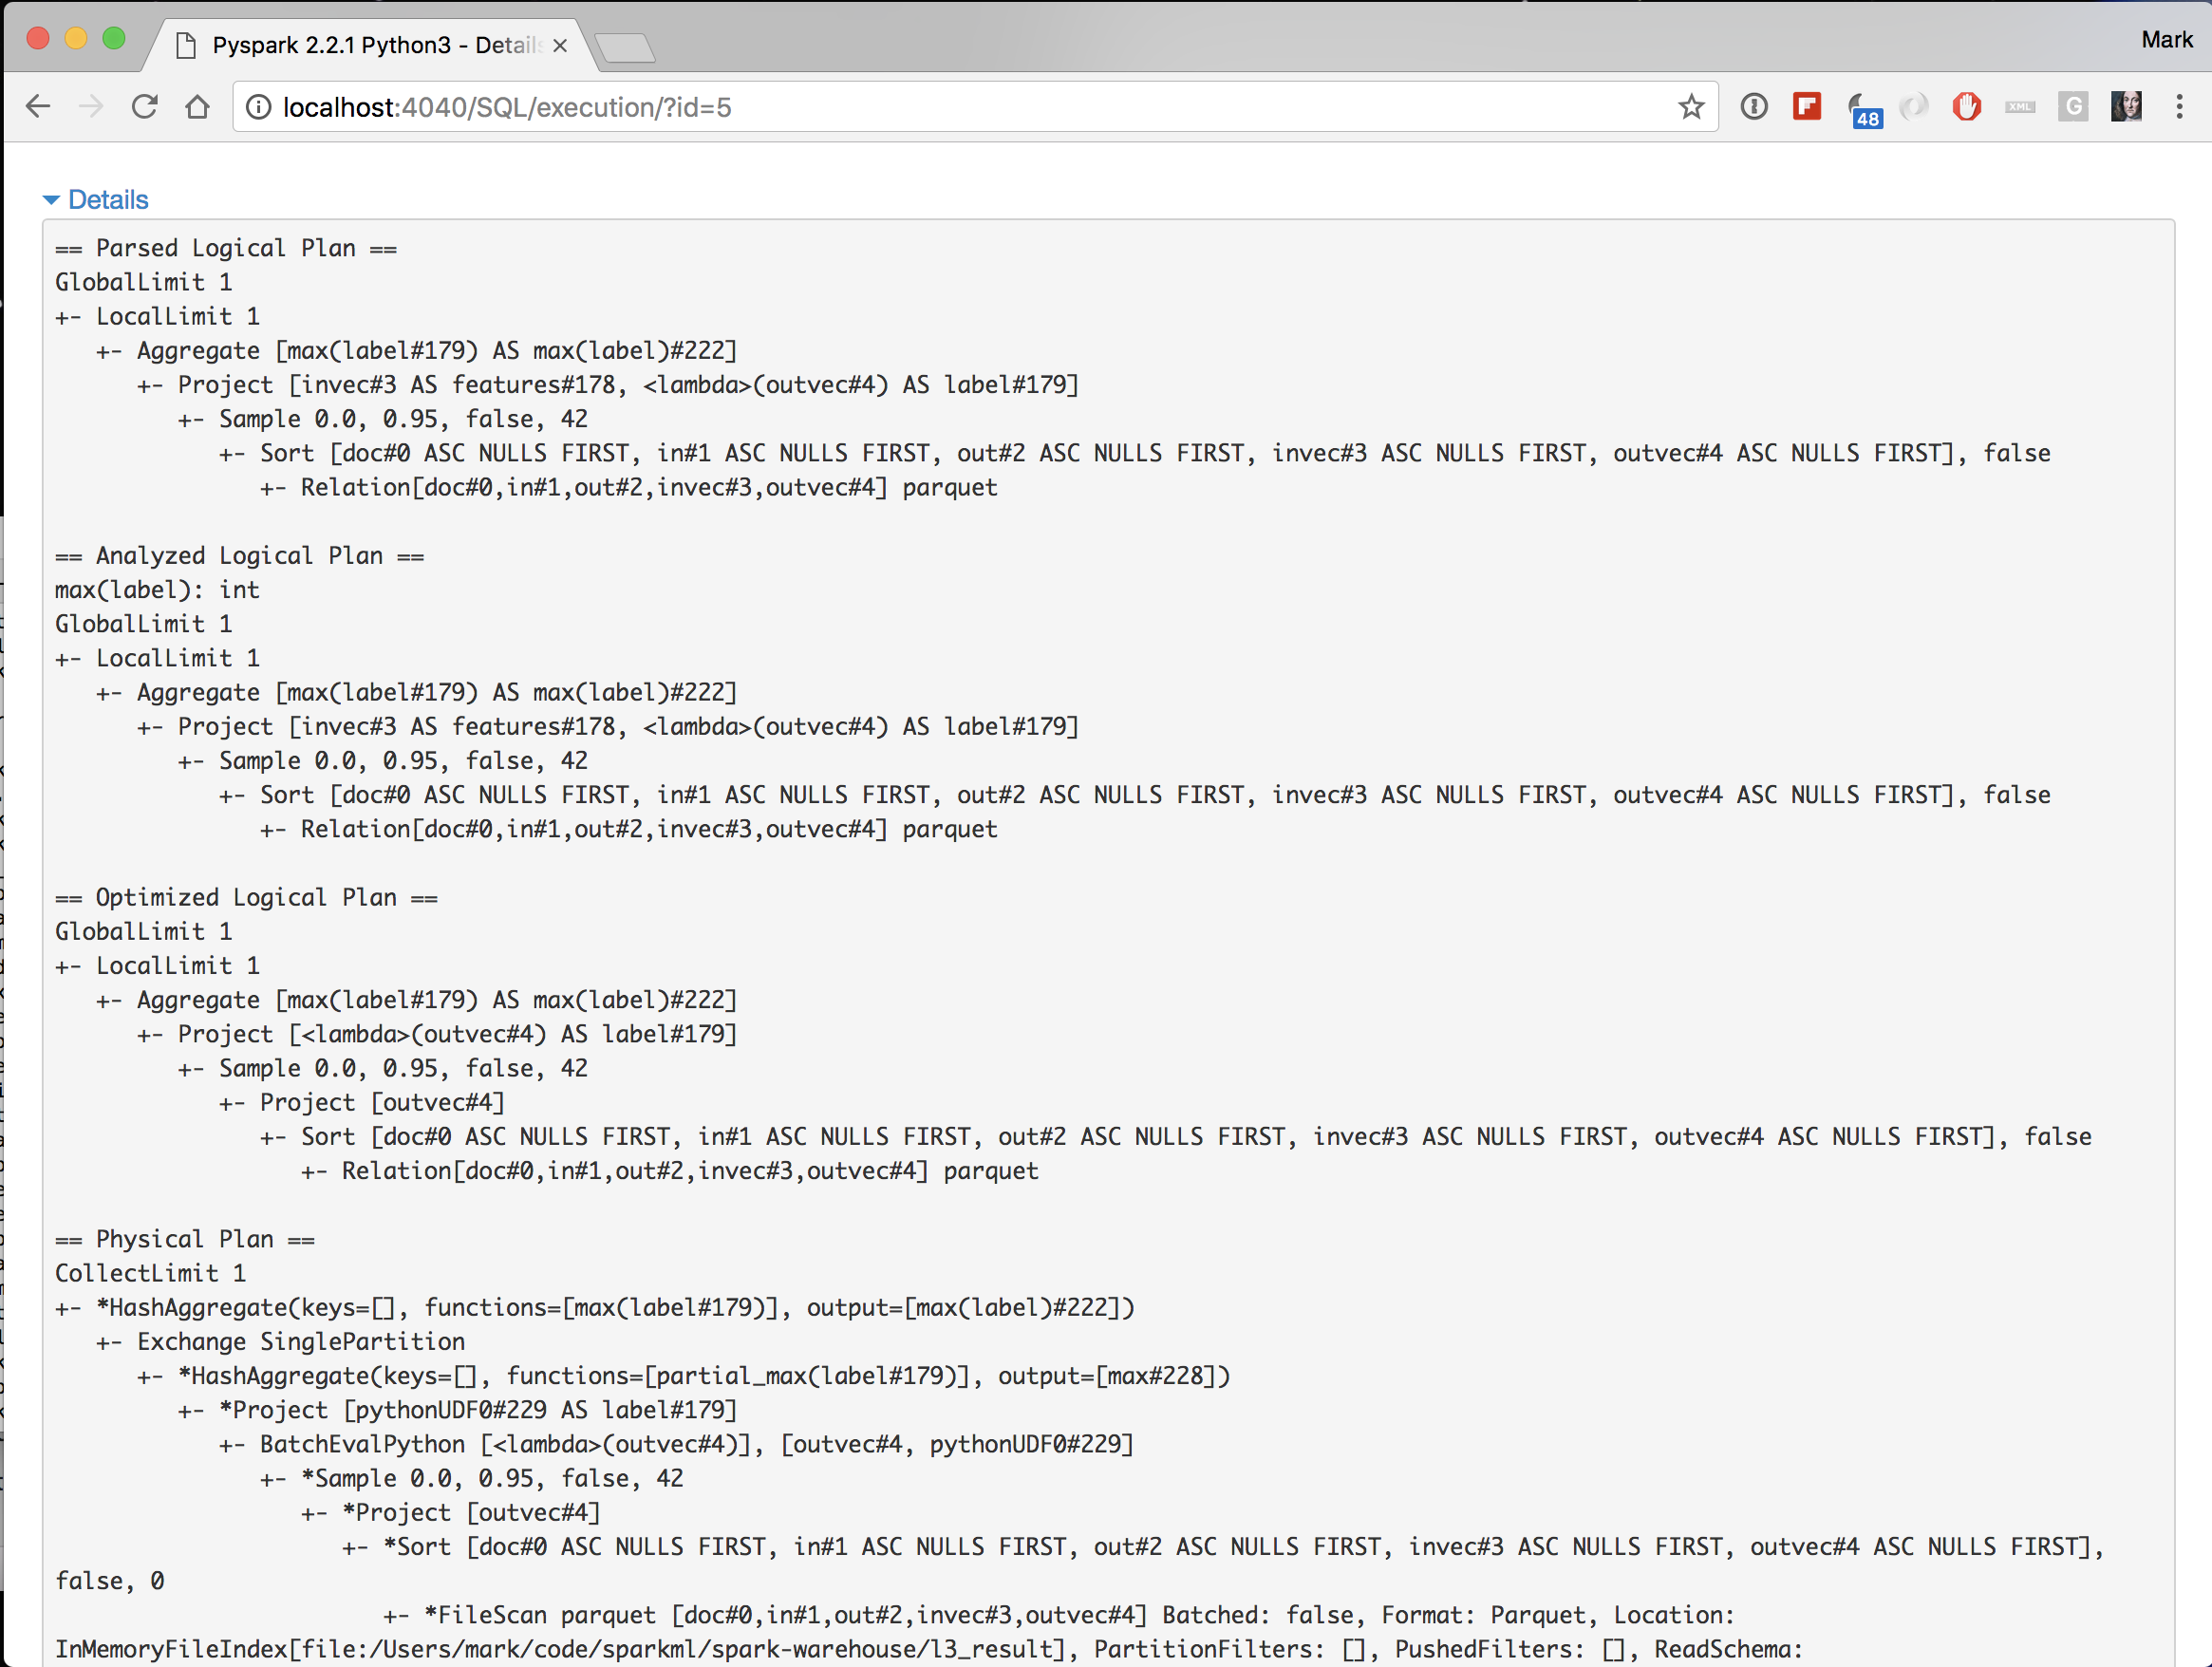 Pyspark 2.2.1 Python3 - Details
Mark
localhost:4040/SQL/execution/?id=5
48
XML
G
Details
== Parsed Logical Plan ==
GlobalLimit 1
+- LocalLimit 1
   +- Aggregate [max(label#179) AS max(label)#222]
      +- Project [invec#3 AS features#178, <lambda>(outvec#4) AS label#179]
         +- Sample 0.0, 0.95, false, 42
            +- Sort [doc#0 ASC NULLS FIRST, in#1 ASC NULLS FIRST, out#2 ASC NULLS FIRST, invec#3 ASC NULLS FIRST, outvec#4 ASC NULLS FIRST], false
               +- Relation[doc#0,in#1,out#2,invec#3,outvec#4] parquet

== Analyzed Logical Plan ==
max(label): int
GlobalLimit 1
+- LocalLimit 1
   +- Aggregate [max(label#179) AS max(label)#222]
      +- Project [invec#3 AS features#178, <lambda>(outvec#4) AS label#179]
         +- Sample 0.0, 0.95, false, 42
            +- Sort [doc#0 ASC NULLS FIRST, in#1 ASC NULLS FIRST, out#2 ASC NULLS FIRST, invec#3 ASC NULLS FIRST, outvec#4 ASC NULLS FIRST], false
               +- Relation[doc#0,in#1,out#2,invec#3,outvec#4] parquet

== Optimized Logical Plan ==
GlobalLimit 1
+- LocalLimit 1
   +- Aggregate [max(label#179) AS max(label)#222]
      +- Project [<lambda>(outvec#4) AS label#179]
         +- Sample 0.0, 0.95, false, 42
            +- Project [outvec#4]
               +- Sort [doc#0 ASC NULLS FIRST, in#1 ASC NULLS FIRST, out#2 ASC NULLS FIRST, invec#3 ASC NULLS FIRST, outvec#4 ASC NULLS FIRST], false
                  +- Relation[doc#0,in#1,out#2,invec#3,outvec#4] parquet

== Physical Plan ==
CollectLimit 1
+- *HashAggregate(keys=[], functions=[max(label#179)], output=[max(label)#222])
   +- Exchange SinglePartition
      +- *HashAggregate(keys=[], functions=[partial_max(label#179)], output=[max#228])
         +- *Project [pythonUDF0#229 AS label#179]
            +- BatchEvalPython [<lambda>(outvec#4)], [outvec#4, pythonUDF0#229]
               +- *Sample 0.0, 0.95, false, 42
                  +- *Project [outvec#4]
                     +- *Sort [doc#0 ASC NULLS FIRST, in#1 ASC NULLS FIRST, out#2 ASC NULLS FIRST, invec#3 ASC NULLS FIRST, outvec#4 ASC NULLS FIRST],
false, 0
                        +- *FileScan parquet [doc#0,in#1,out#2,invec#3,outvec#4] Batched: false, Format: Parquet, Location:
InMemoryFileIndex[file:/Users/mark/code/sparkml/spark-warehouse/l3_result], PartitionFilters: [], PushedFilters: [], ReadSchema: